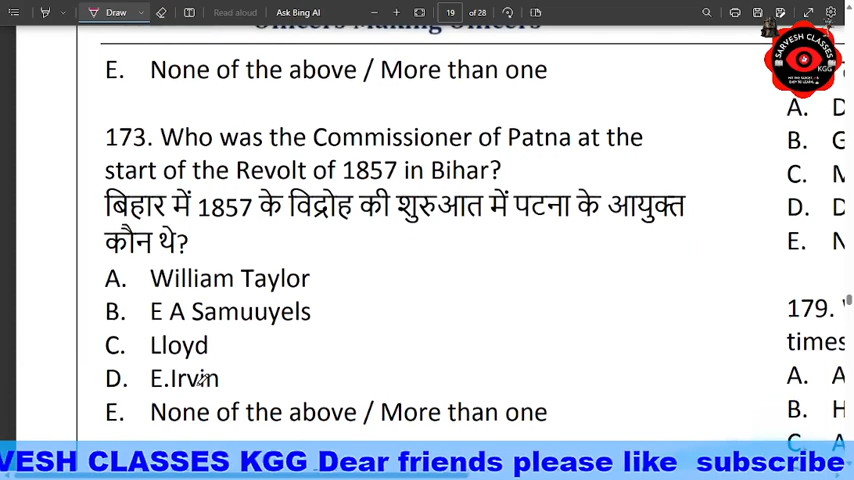 Draw
Read aloud
Ask Bing AI
19
of 28
Officers Making Officers
E. None of the above / More than one
173. Who was the Commissioner of Patna at the
start of the Revolt of 1857 in Bihar?
बिहार में 1857 के विद्रोह की शुरुआत में पटना के आयुक्त
कौन थे?
A. William Taylor
B. E A Samuuyels
C. Lloyd
D. E.Irvin
E. None of the above / More than one
SARVESH CLASSES
KGG
A. D
B. G
C. M
D. D
E. N
179.
times
A. A
B. H
C.
VESH CLASSES KGG Dear friends please like subscribe